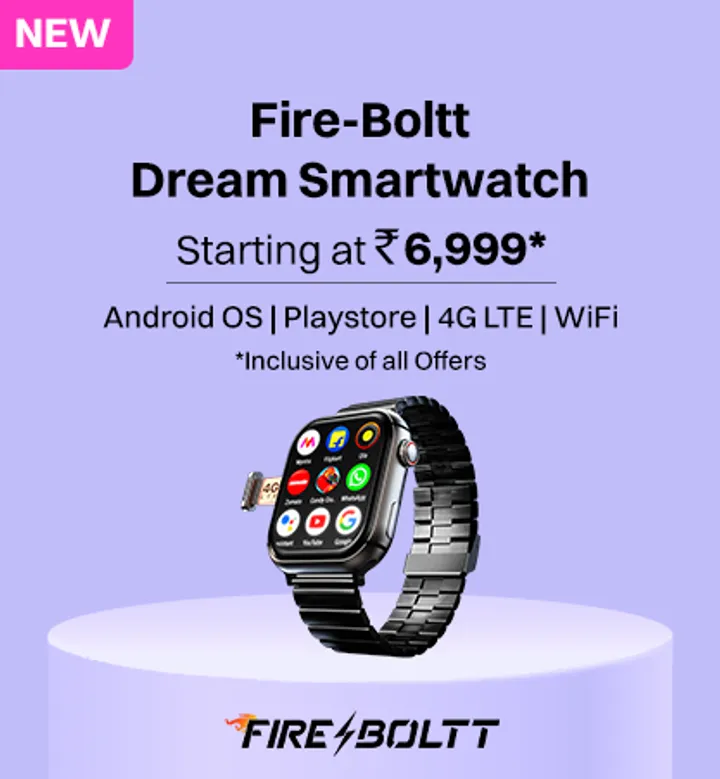 NEW
Fire-Boltt
Dream Smartwatch
Starting at ₹6,999*
Android OS | Playstore | 4G LTE | WiFi
*Inclusive of all Offers
Myntra Flipkart Ola
4G
Zomato Candy Cru.. WhatsApp
YouTube Google
FIRE BOLTT